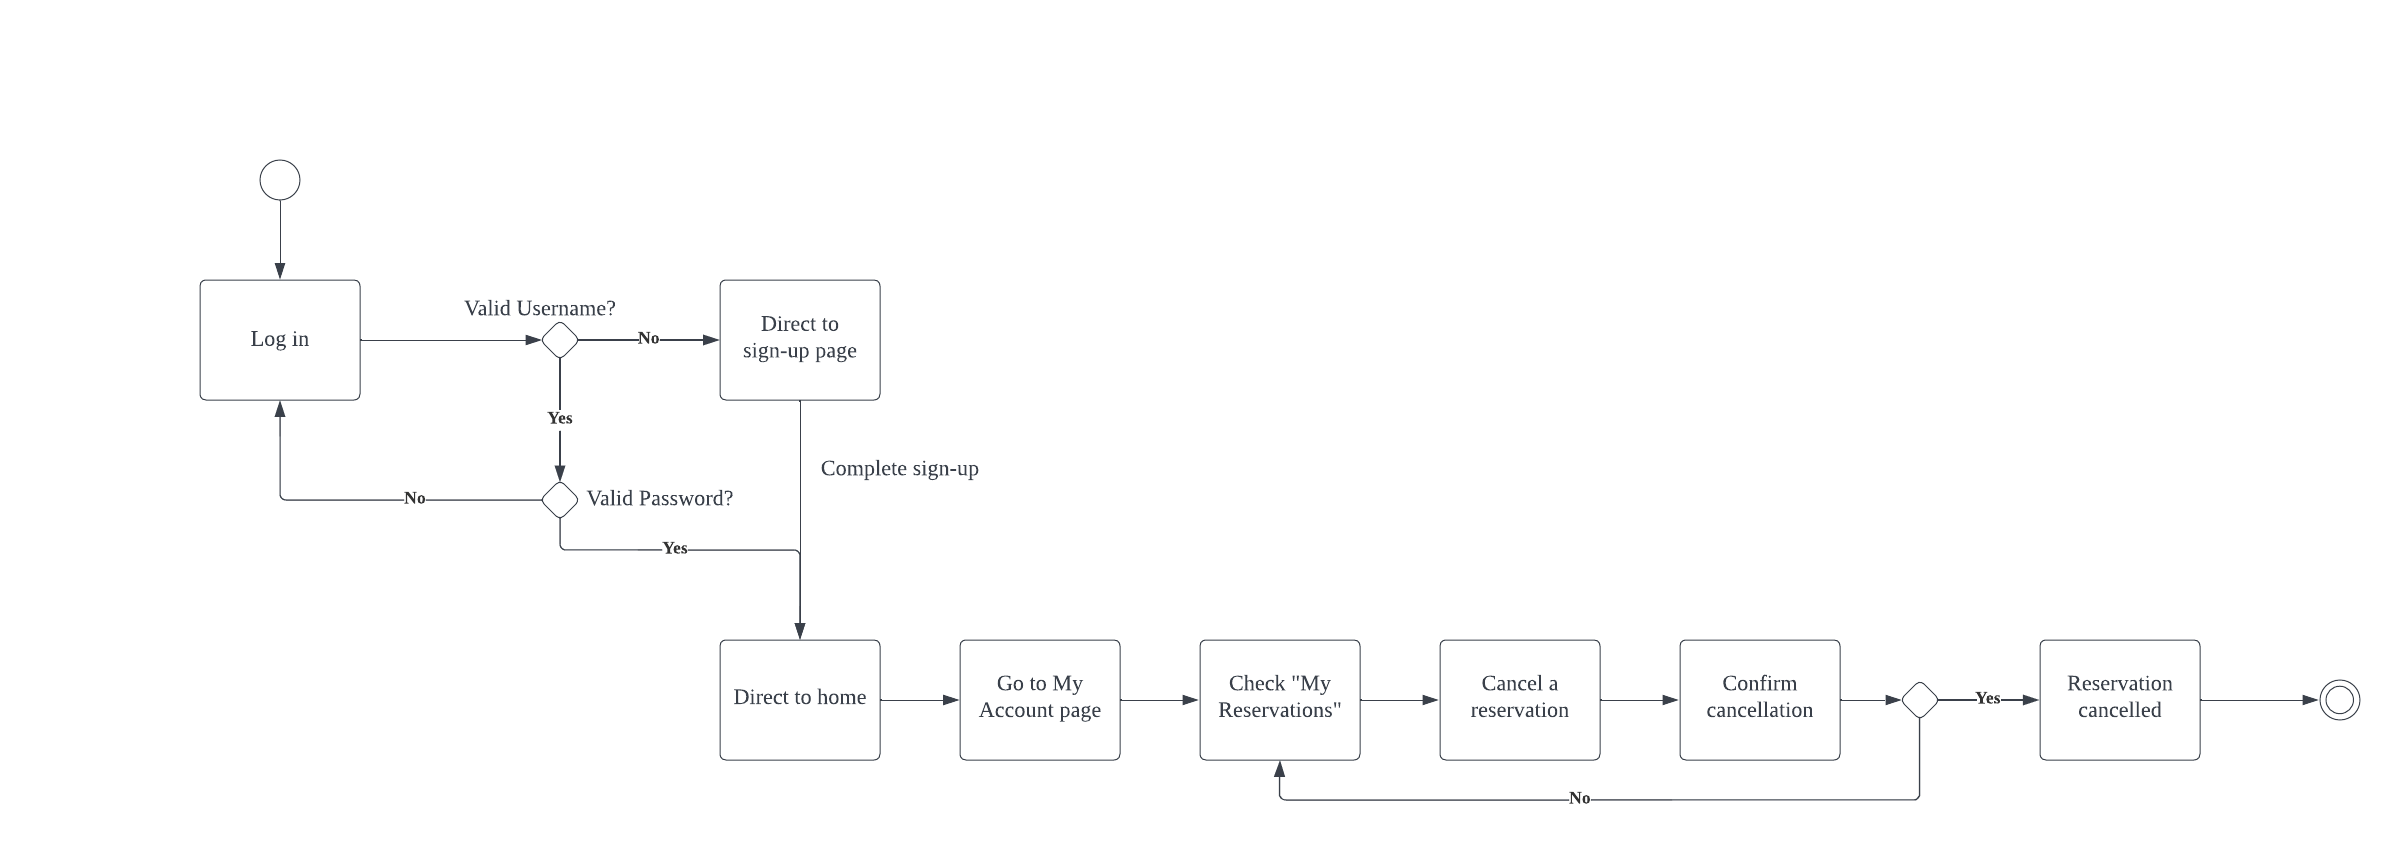 Valid Username?
Log in
No
Direct to
sign-up page
Yes
Complete sign-up
No
Valid Password?
Yes
Direct to home
Go to My
Account page
Check "My
Reservations"
Cancel a
reservation
Confirm
cancellation
Yes
Reservation
cancelled
No